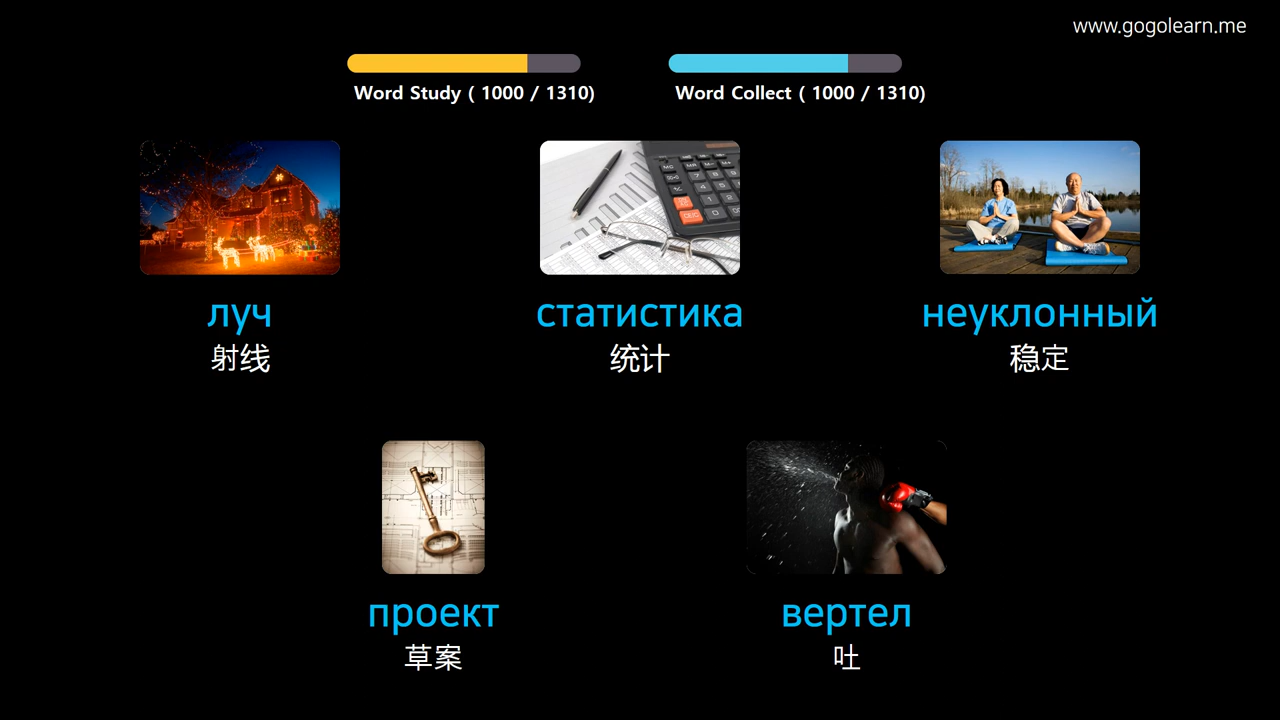 www.gogolearn.me
Word Study ( 1000 / 1310)
Word Collect ( 1000 / 1310)
луч
射线
статистика
统计
неуклонный
稳定
проект
草案
вертел
吐